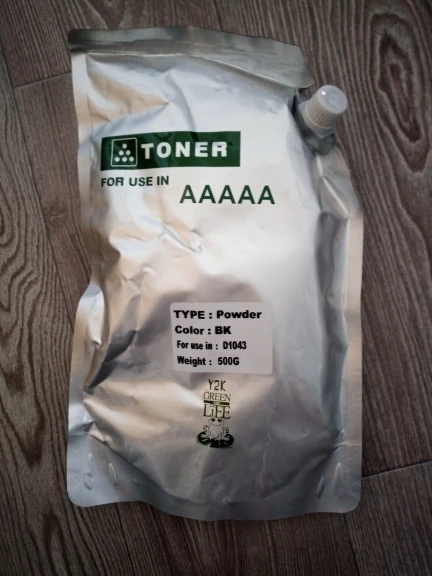 TONER
FOR USE IN AAAAA
TYPE : Powder
Color : BK
For use in : D1043
Weight : 500G
Y2K
GREEN
LiFE